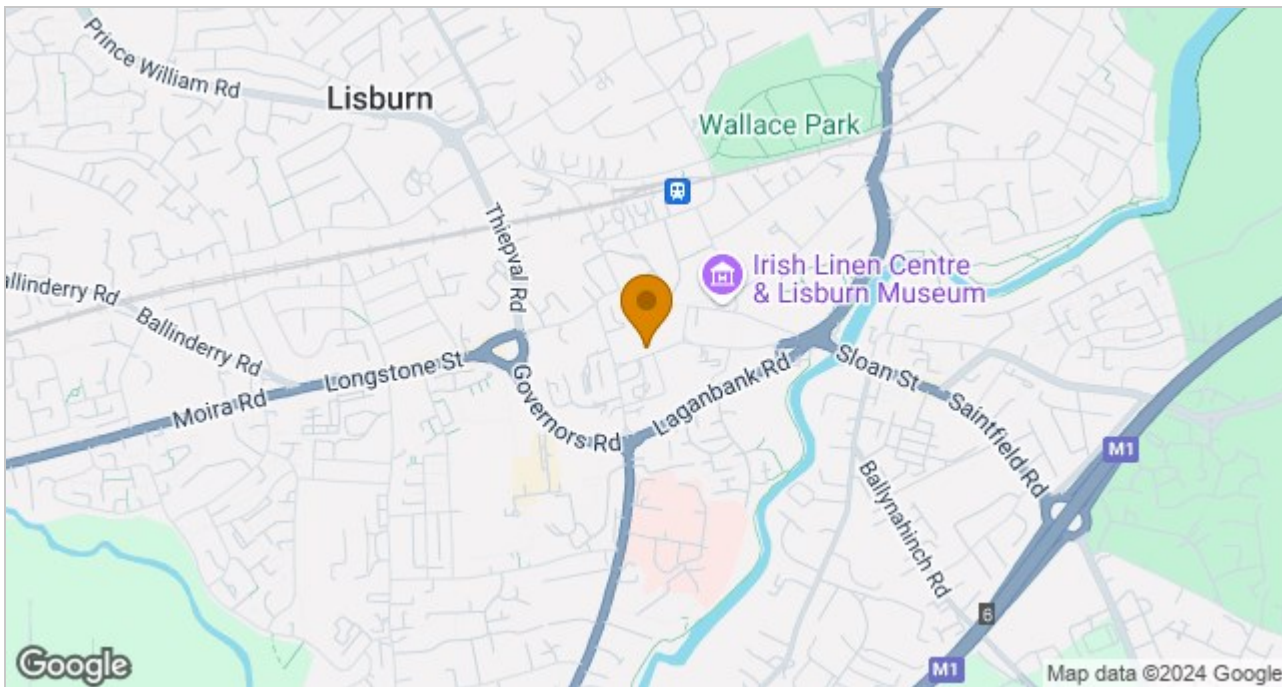 Prince William Rd
Lisburn
Wallace Park
Thiepval Rd
Irish Linen Centre
& Lisburn Museum
allinderry Rd
Ballinderry Rd
Longstone St
Moira Rd
Governors Rd
Laganbank Rd
Sloan St
Saintfield Rd
M1
Ballynahinch Rd
6
M1
Google
Map data ©2024 Google